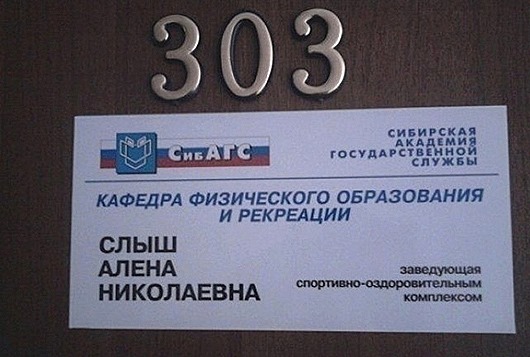 303
СибАГС
СИБИРСКАЯ
АКАДЕМИЯ
ГОСУДАРСТВЕННОЙ
СЛУЖБЫ
КАФЕДРА ФИЗИЧЕСКОГО ОБРАЗОВАНИЯ
И РЕКРЕАЦИИ
СЛЫШ
АЛЕНА
НИКОЛАЕВНА
заведующая
спортивно-оздоровительным
комплексом